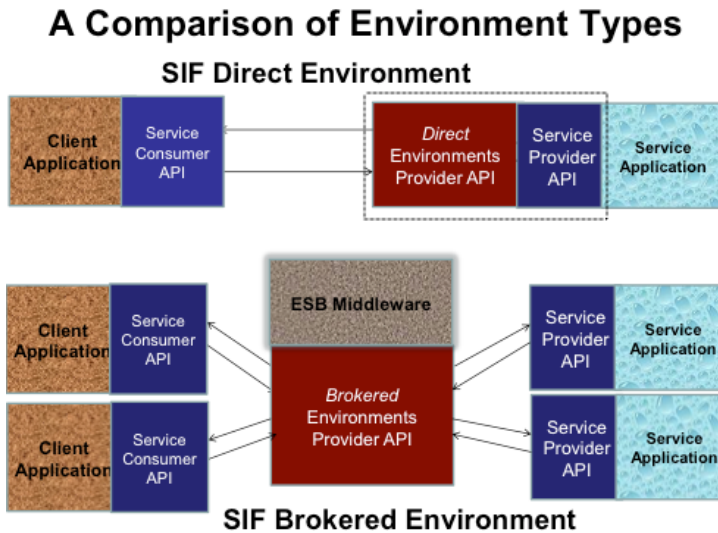 A Comparison of Environment Types
SIF Direct Environment
Client
Application
Service
Consumer
API
Direct
Environments
Provider API
Service
Provider
API
Service
Application
ESB Middleware
Client
Application
Service
Consumer
API
Brokered
Environments
Provider API
Service
Provider
API
Service
Application
Client
Application
Service
Consumer
API
Service
Provider
API
Service
Application
SIF Brokered Environment